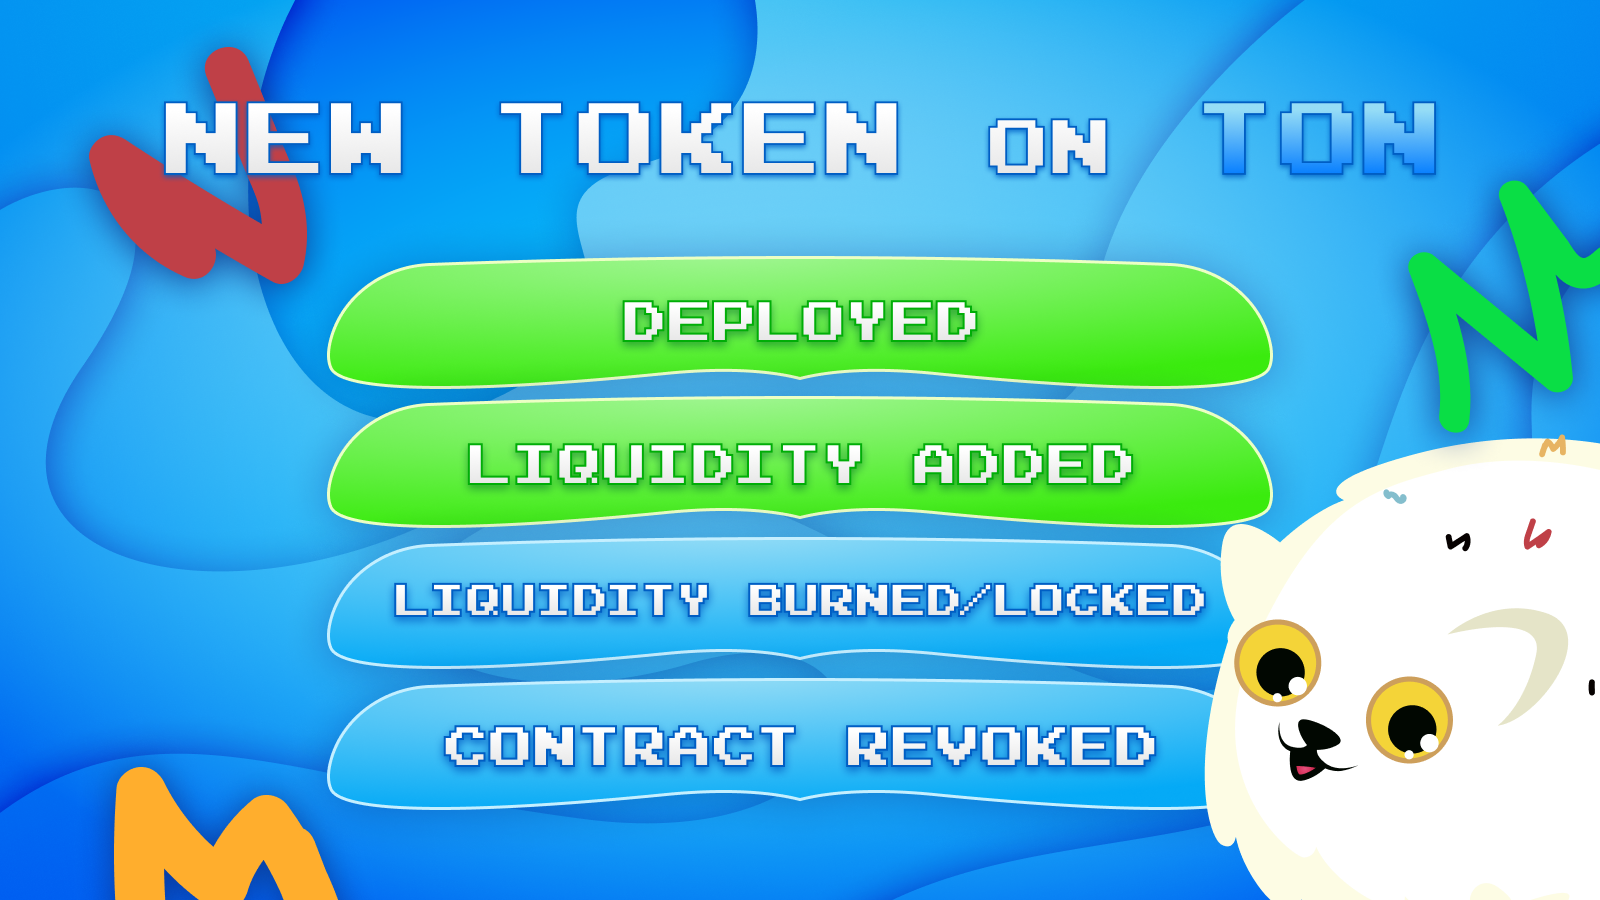 NEW TOKEN ON TON
DEPLOYED
LIQUIDITY ADDED
LIQUIDITY BURNED/LOCKED
CONTRACT REVOKED